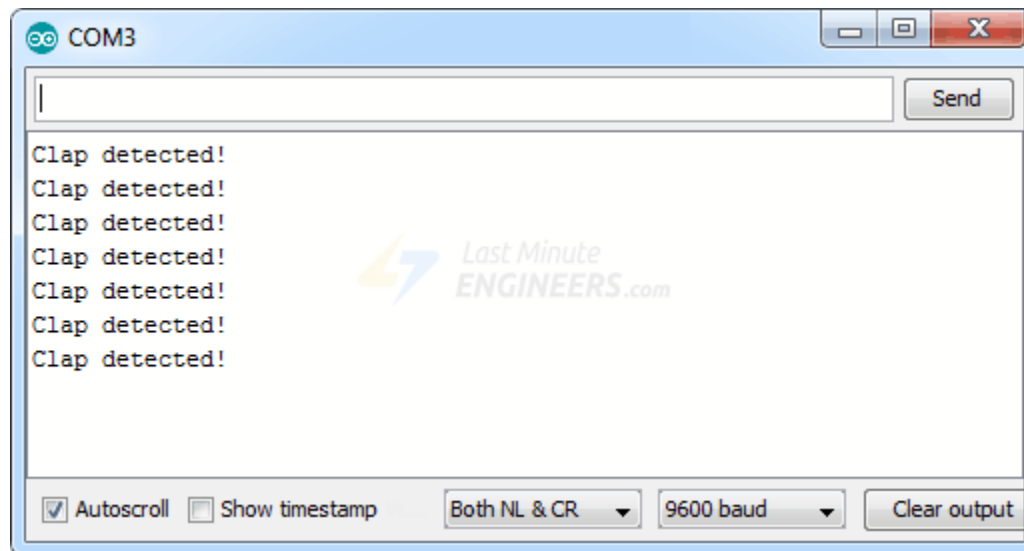 COM3
Send
Clap detected!
Clap detected!
Clap detected!
Clap detected!
Clap detected!
Clap detected!
Clap detected!
Last Minute
ENGINEERS.com
Autoscroll Show timestamp Both NL & CR 9600 baud Clear output